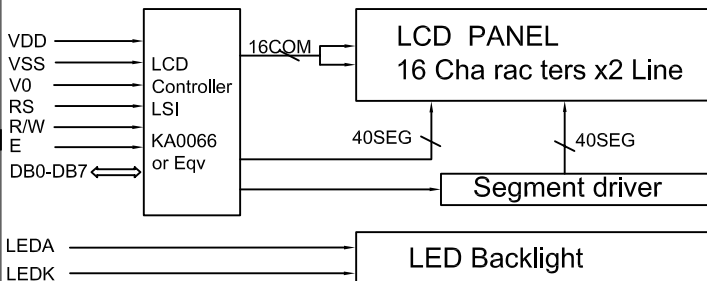 VDD
VSS
V0
RS
R/W
E
DB0-DB7
LCD
Controller
LSI
KA0066
or Eqv
16COM
LCD PANEL
16 Cha rac ters x2 Line
40SEG
40SEG
Segment driver
LEDA
LEDK
LED Backlight